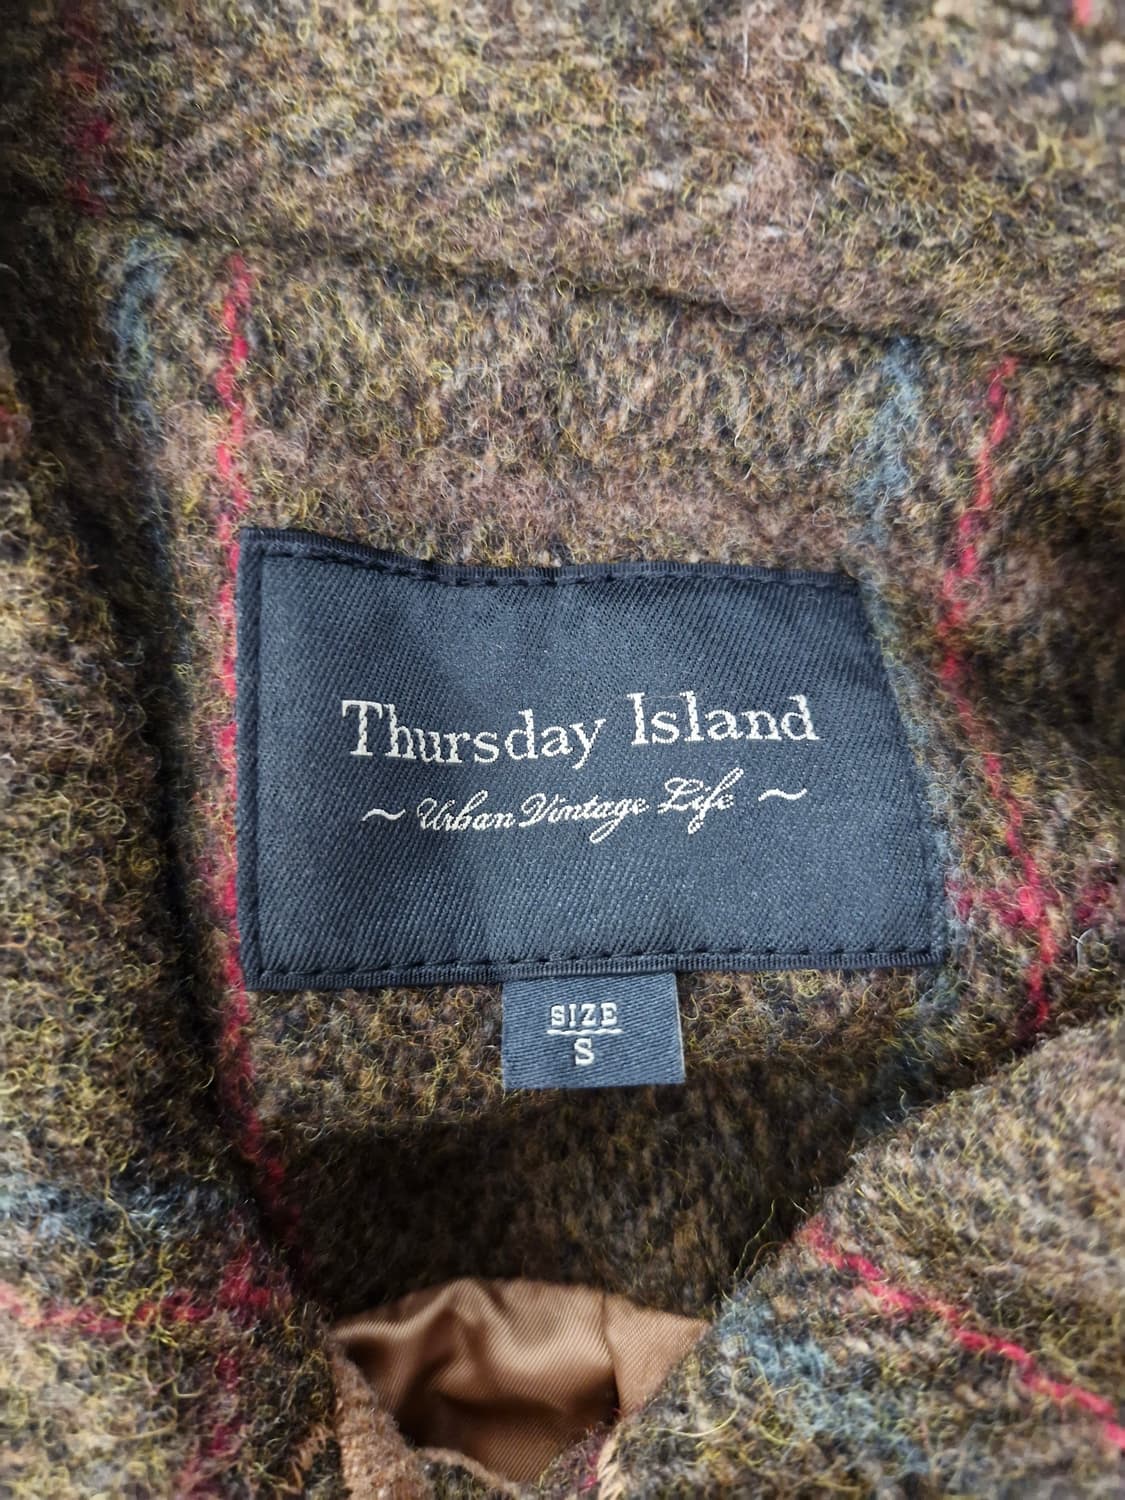 Thursday Island
~ Urban Vintage Life ~
SIZE
S